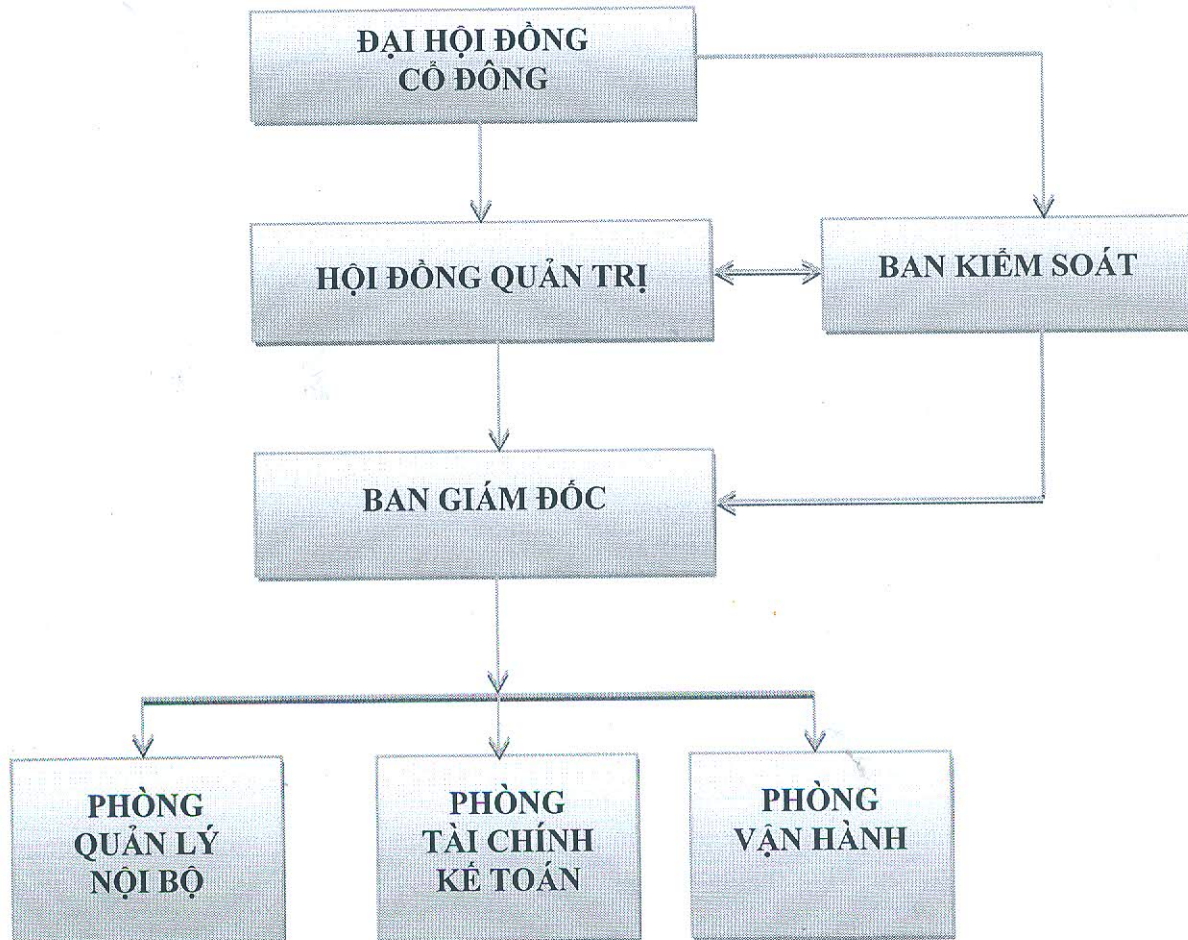 ĐẠI HỘI ĐỒNG
CỔ ĐÔNG
HỘI ĐỒNG QUẢN TRỊ
BAN KIỂM SOÁT
BAN GIÁM ĐỐC
PHÒNG
QUẢN LÝ
NỘI BỘ
PHÒNG
TÀI CHÍNH
KẾ TOÁN
PHÒNG
VẬN HÀNH